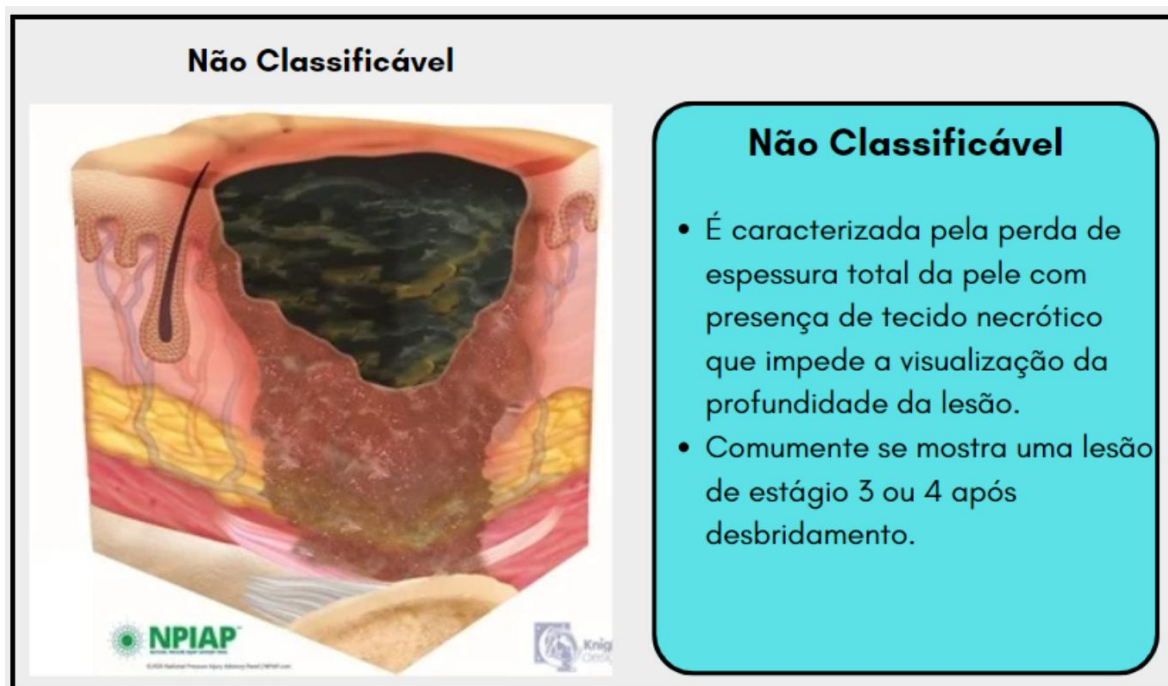 Não Classificável
Não Classificável
• É caracterizada pela perda de
espessura total da pele com
presença de tecido necrótico
que impede a visualização da
profundidade da lesão.
• Comumente se mostra uma lesão
de estágio 3 ou 4 após
desbridamento.
NPIAP